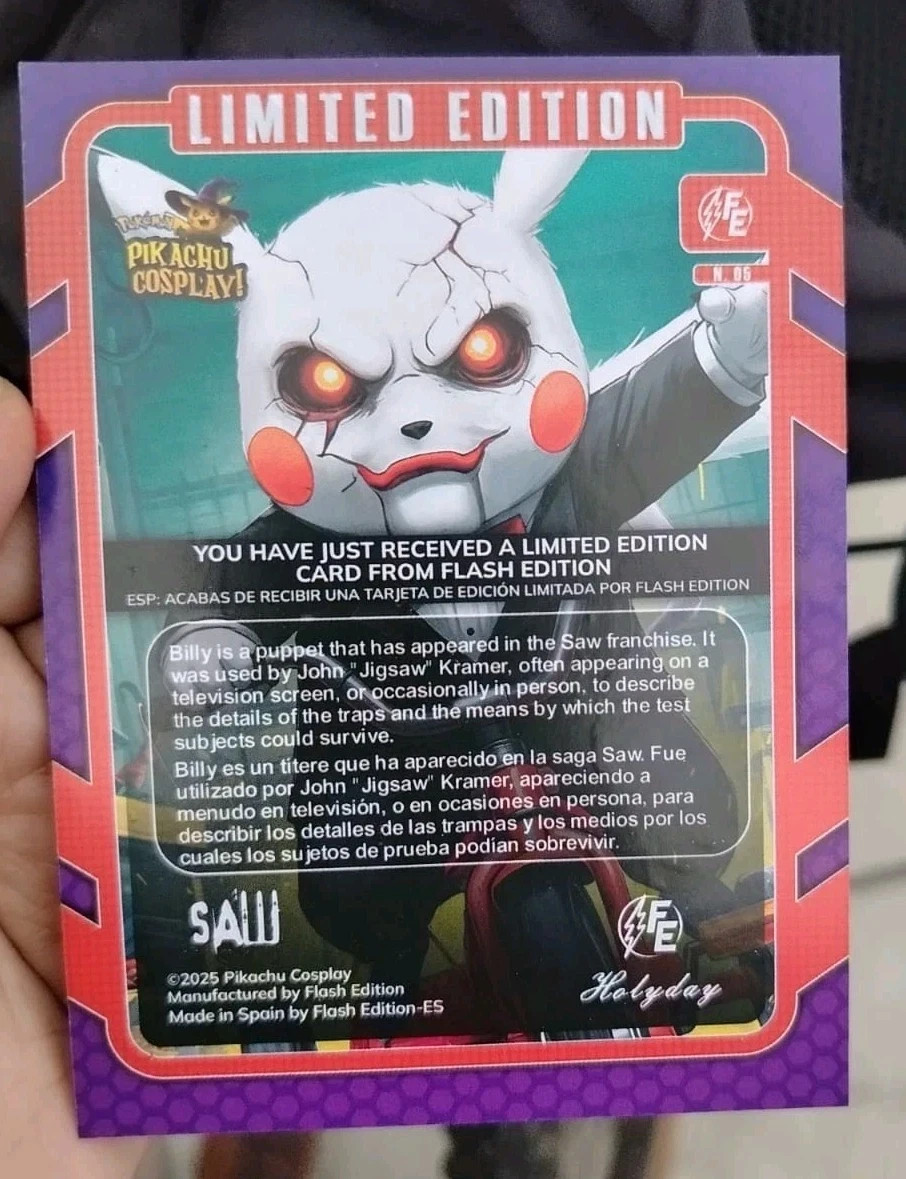 LIMITED EDITION
POKÉMON
PIKACHU
COSPLAY!
FE
N. 05
YOU HAVE JUST RECEIVED A LIMITED EDITION
CARD FROM FLASH EDITION
ESP: ACABAS DE RECIBIR UNA TARJETA DE EDICIÓN LIMITADA POR FLASH EDITION
Billy is a puppet that has appeared in the Saw franchise. It
was used by John "Jigsaw" Kramer, often appearing on a
television screen, or occasionally in person, to describe
the details of the traps and the means by which the test
subjects could survive.
Billy es un titere que ha aparecido en la saga Saw. Fue
utilizado por John "Jigsaw" Kramer, apareciendo a
menudo en televisión, o en ocasiones en persona, para
describir los detalles de las trampas y los medios por los
cuales los sujetos de prueba podian sobrevivir.
SAW
FE
©2025 Pikachu Cosplay
Manufactured by Flash Edition
Made in Spain by Flash Edition-ES
Holyday